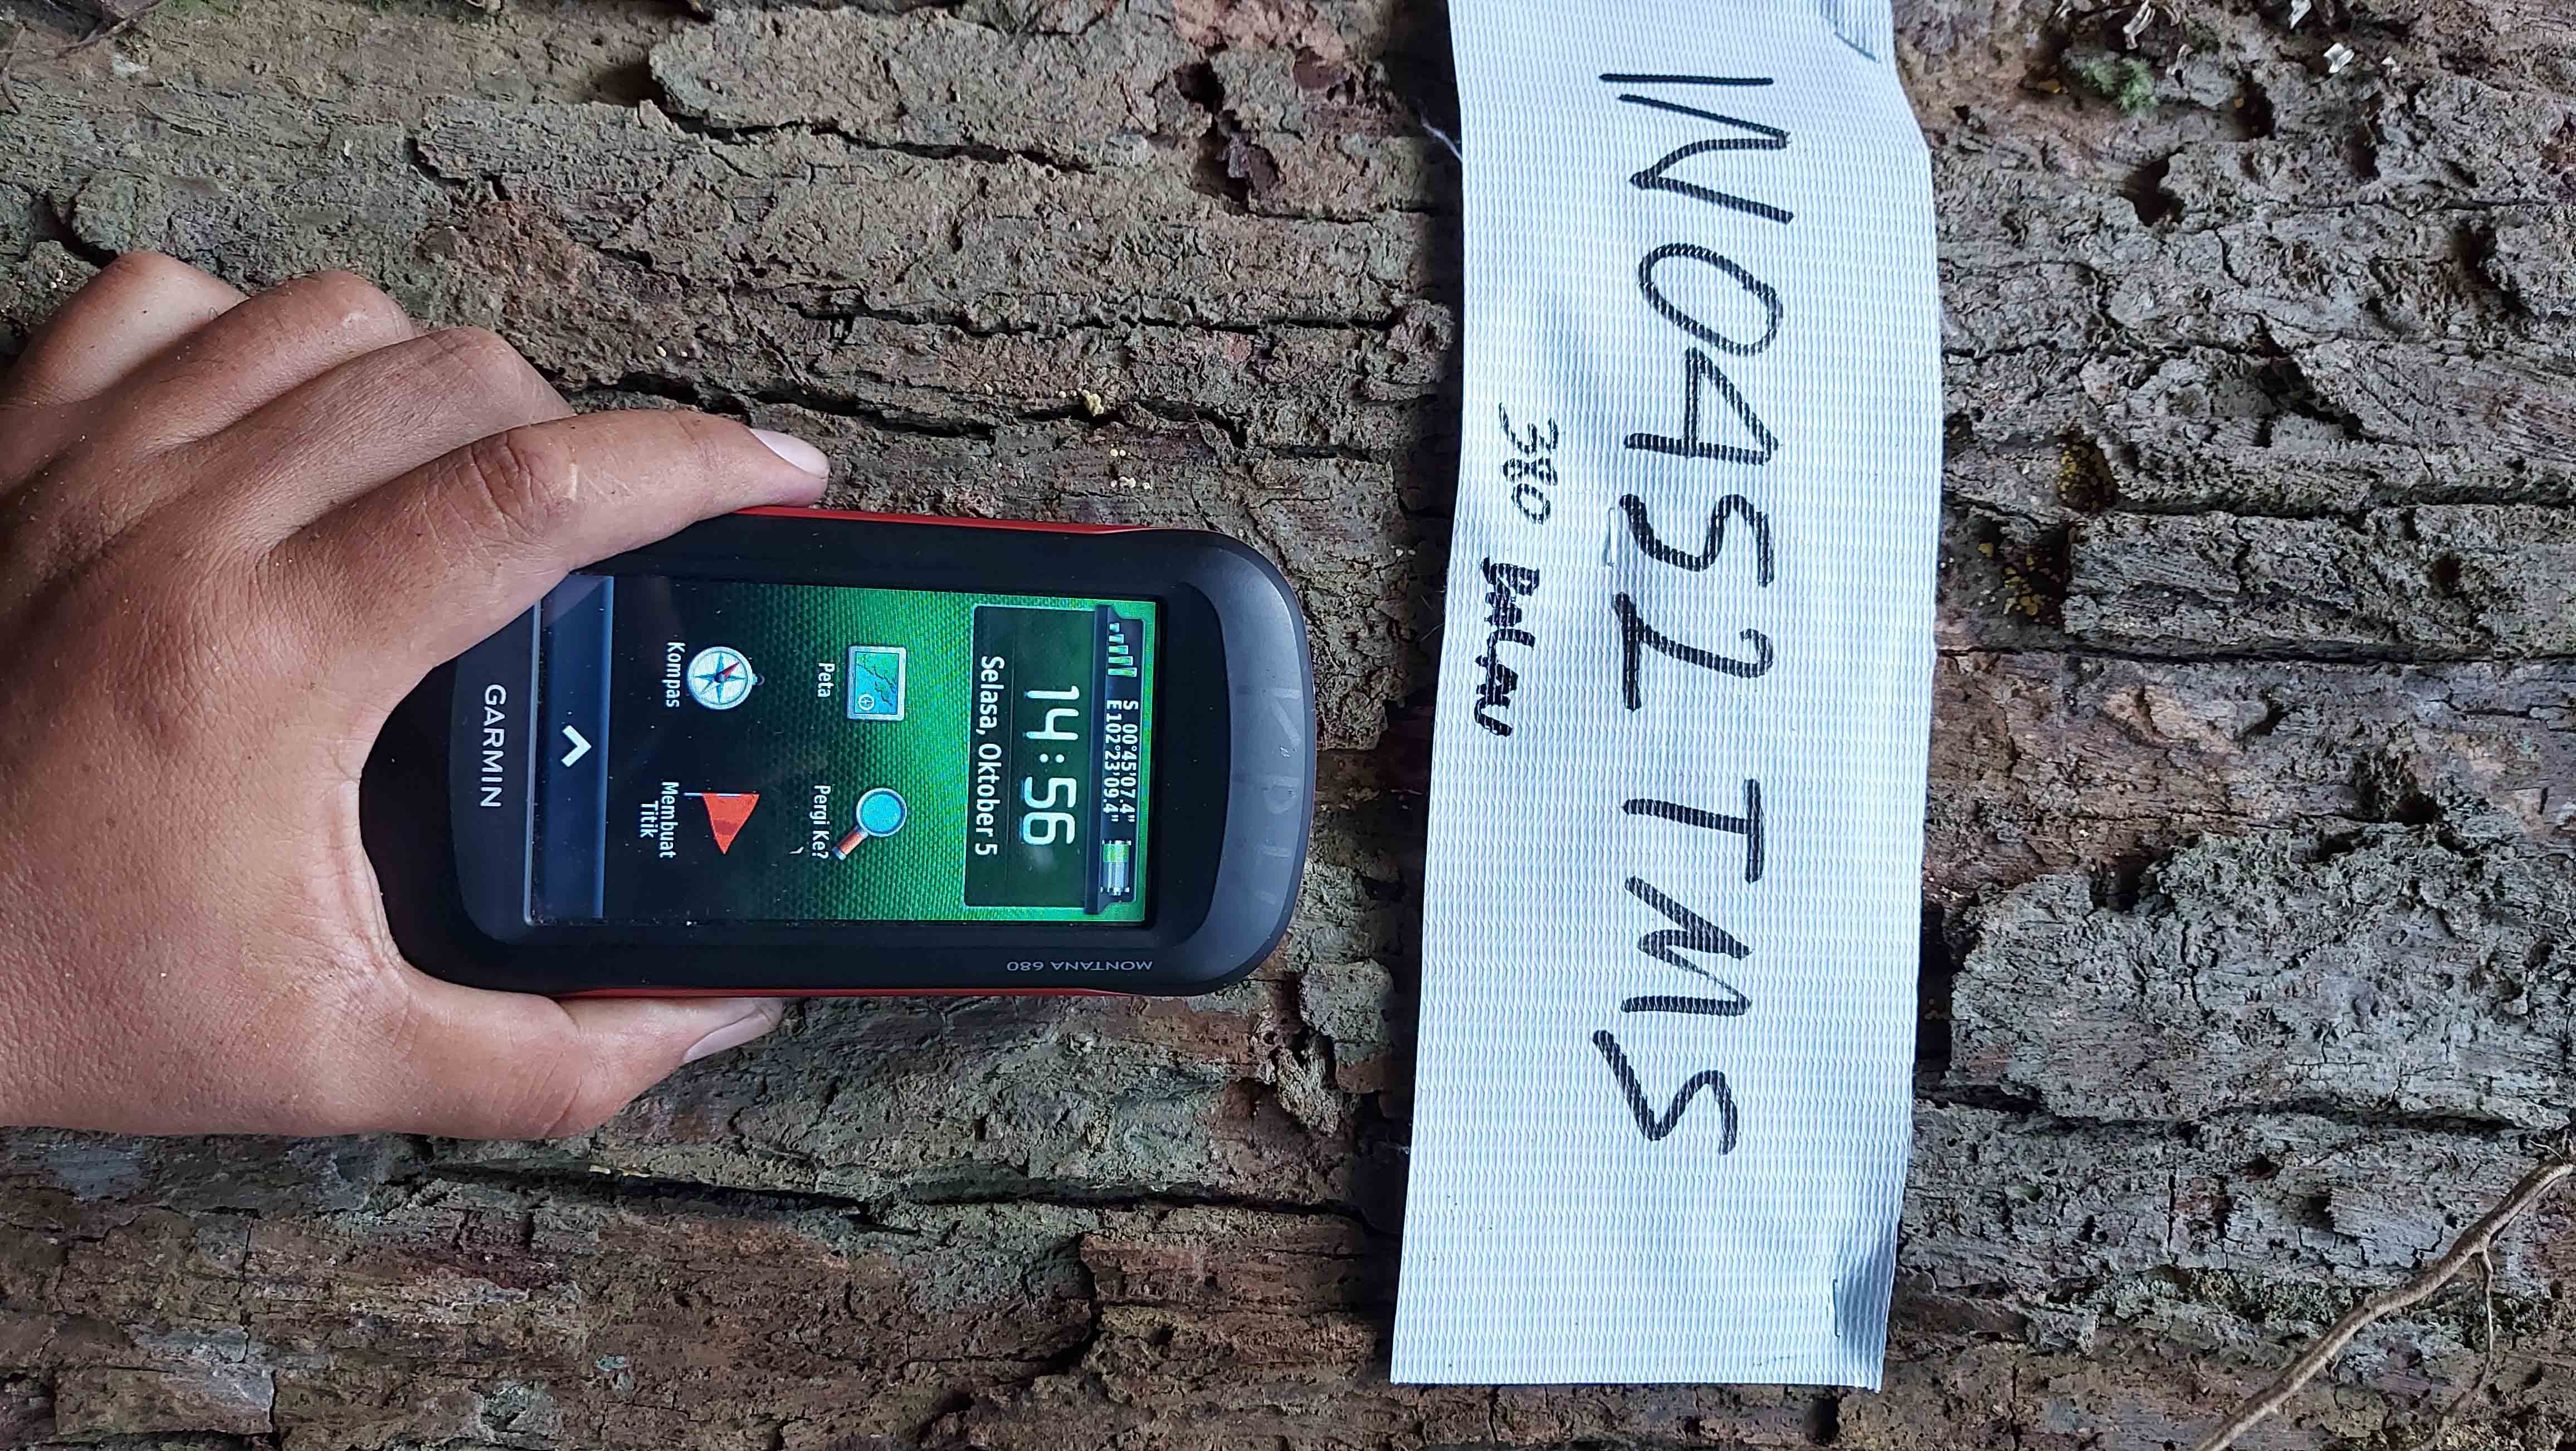 IN0452 TMS
380 BALAU
S 00°45'07.4"
E 102°23'09.4"
14:56
Selasa, Oktober 5
Peta
Pergi Ke?
Kompas
Membuat
Titik
GARMIN
MONTANA 680